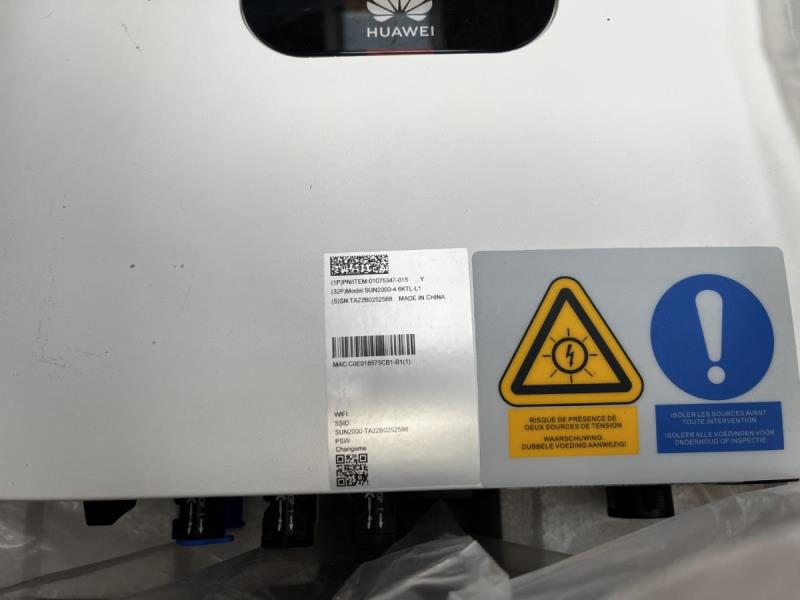 HUAWEI
(1P)PN/ITEM:01075947-015 Y
(32P)Model:SUN2000-4.6KTL-L1
(S)SN:TA22B0252588 MADE IN CHINA
MAC:C0E018575CB1-B1(1)
WIFI
SSID
SUN2000-TA22B0252588
PSW
Changeme
RISQUE DE PRÉSENCE DE
DEUX SOURCES DE TENSION
WAARSCHUWING:
DUBBELE VOEDING AANWEZIG!
ISOLER LES SOURCES AVANT
TOUTE INTERVENTION
ISOLEER ALLE VOEDINGEN VÓÓR
ONDERHOUD OF INSPECTIE